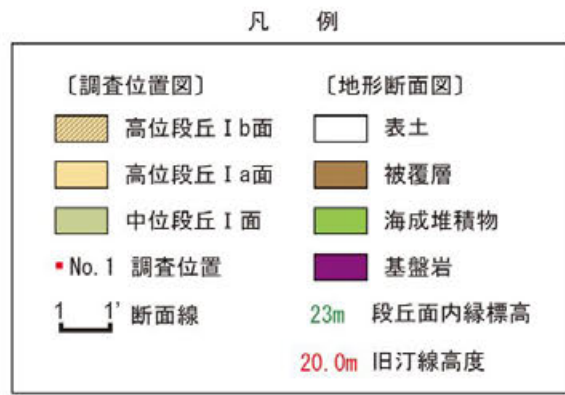 凡 例
〔調査位置図〕 〔地形断面図〕
高位段丘Ⅰb面 表土
高位段丘Ⅰa面 被覆層
中位段丘Ⅰ面 海成堆積物
No.1 調査位置 基盤岩
1 1' 断面線 23m 段丘面内縁標高
20.0m 旧汀線高度